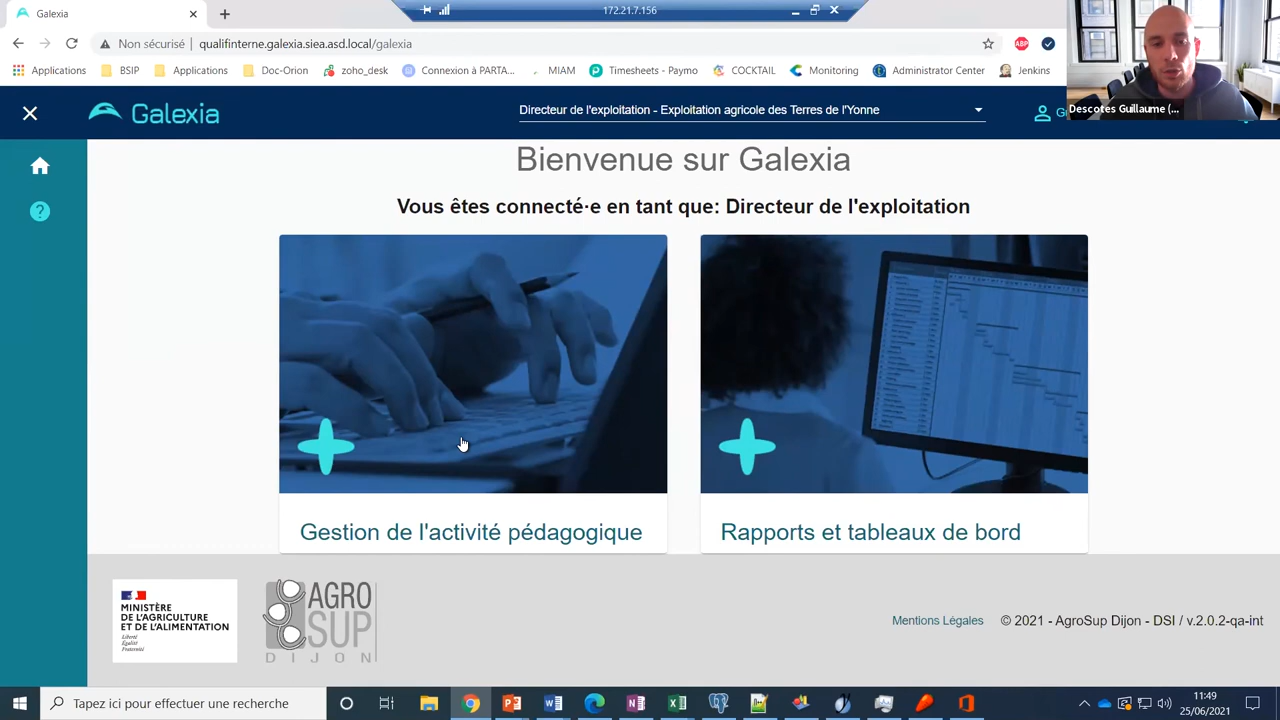 Galexia
172.21.7.156
Non sécurisé
qualifinterne.galexia.siea.asd.local/galexia
ABP
Applications
BSIP
Applications
Doc-Orion
zoho_desk
Connexion à PARTA...
MIAM
Timesheets - Paymo
COCKTAIL
Monitoring
Administrator Center
Jenkins
Descotes Guillaume (...
Galexia
Directeur de l'exploitation - Exploitation agricole des Terres de l'Yonne
Bienvenue sur Galexia
Vous êtes connecté·e en tant que: Directeur de l'exploitation
Gestion de l'activité pédagogique
Rapports et tableaux de bord
MINISTÈRE
DE L'AGRICULTURE
ET DE L'ALIMENTATION
Liberté
Égalité
Fraternité
AGRO
SUP
DIJON
Mentions Légales
© 2021 - AgroSup Dijon - DSI / v.2.0.2-qa-int
Tapez ici pour effectuer une recherche
11:49
25/06/2021